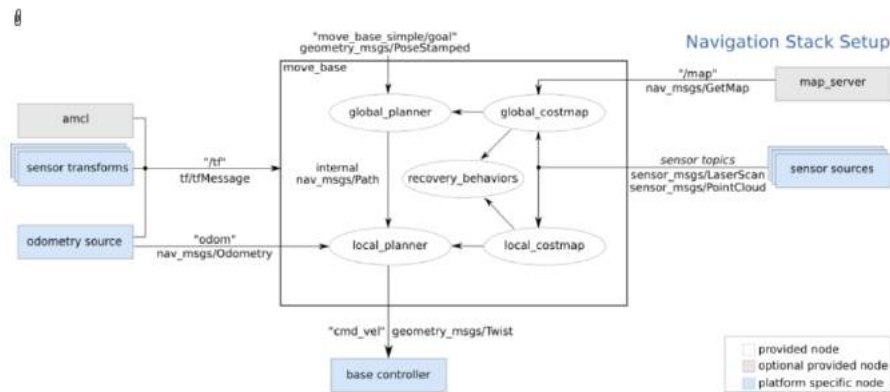 "move_base_simple/goal"
geometry_msgs/PoseStamped
Navigation Stack Setup
move_base
"/map"
nav_msgs/GetMap
map_server
global_planner
global_costmap
amcl
sensor transforms
"/tf"
tf/tfMessage
internal
nav_msgs/Path
recovery_behaviors
sensor topics
sensor_msgs/LaserScan
sensor_msgs/PointCloud
sensor sources
odometry source
"odom"
nav_msgs/Odometry
local_planner
local_costmap
"cmd_vel" geometry_msgs/Twist
base controller
provided node
optional provided node
platform specific node